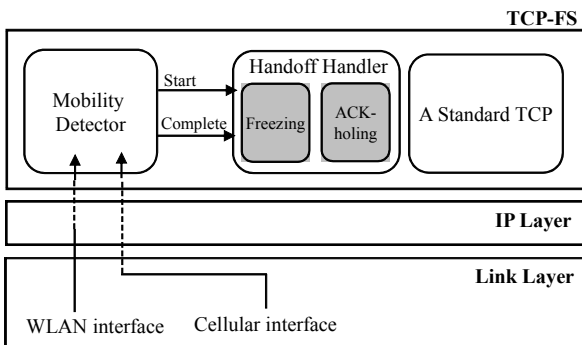 TCP-FS
Mobility
Detector
Start
Complete
Handoff Handler
Freezing
ACK-
holing
A Standard TCP
IP Layer
Link Layer
WLAN interface
Cellular interface